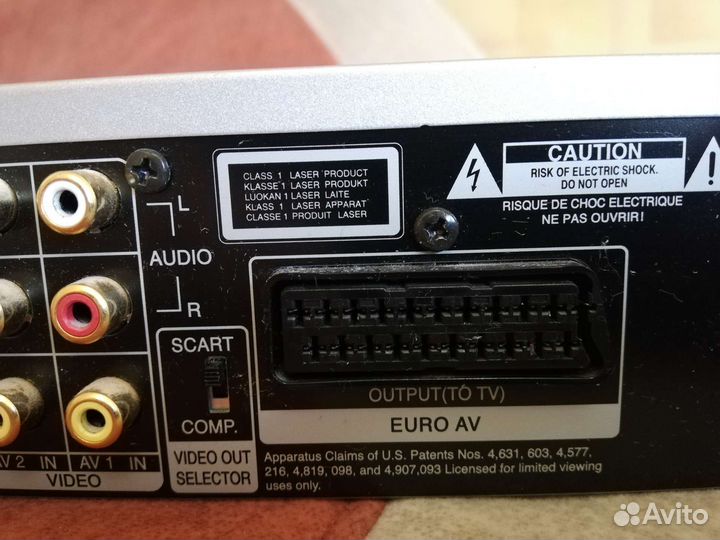 CLASS 1 LASER PRODUCT
KLASSE 1 LASER PRODUKT
LUOKAN 1 LASER LAITE
KLASS 1 LASER APPARAT
CLASSE 1 PRODUIT LASER
CAUTION
RISK OF ELECTRIC SHOCK.
DO NOT OPEN
RISQUE DE CHOC ELECTRIQUE
NE PAS OUVRIR!
L
AUDIO
R
SCART
COMP.
VIDEO OUT
SELECTOR
OUTPUT(TO TV)
EURO AV
AV 2 IN
AV 1 IN
VIDEO
Apparatus Claims of U.S. Patents Nos. 4,631, 603, 4,577,
216, 4,819, 098, and 4,907,093 Licensed for limited viewing
uses only.
Avito